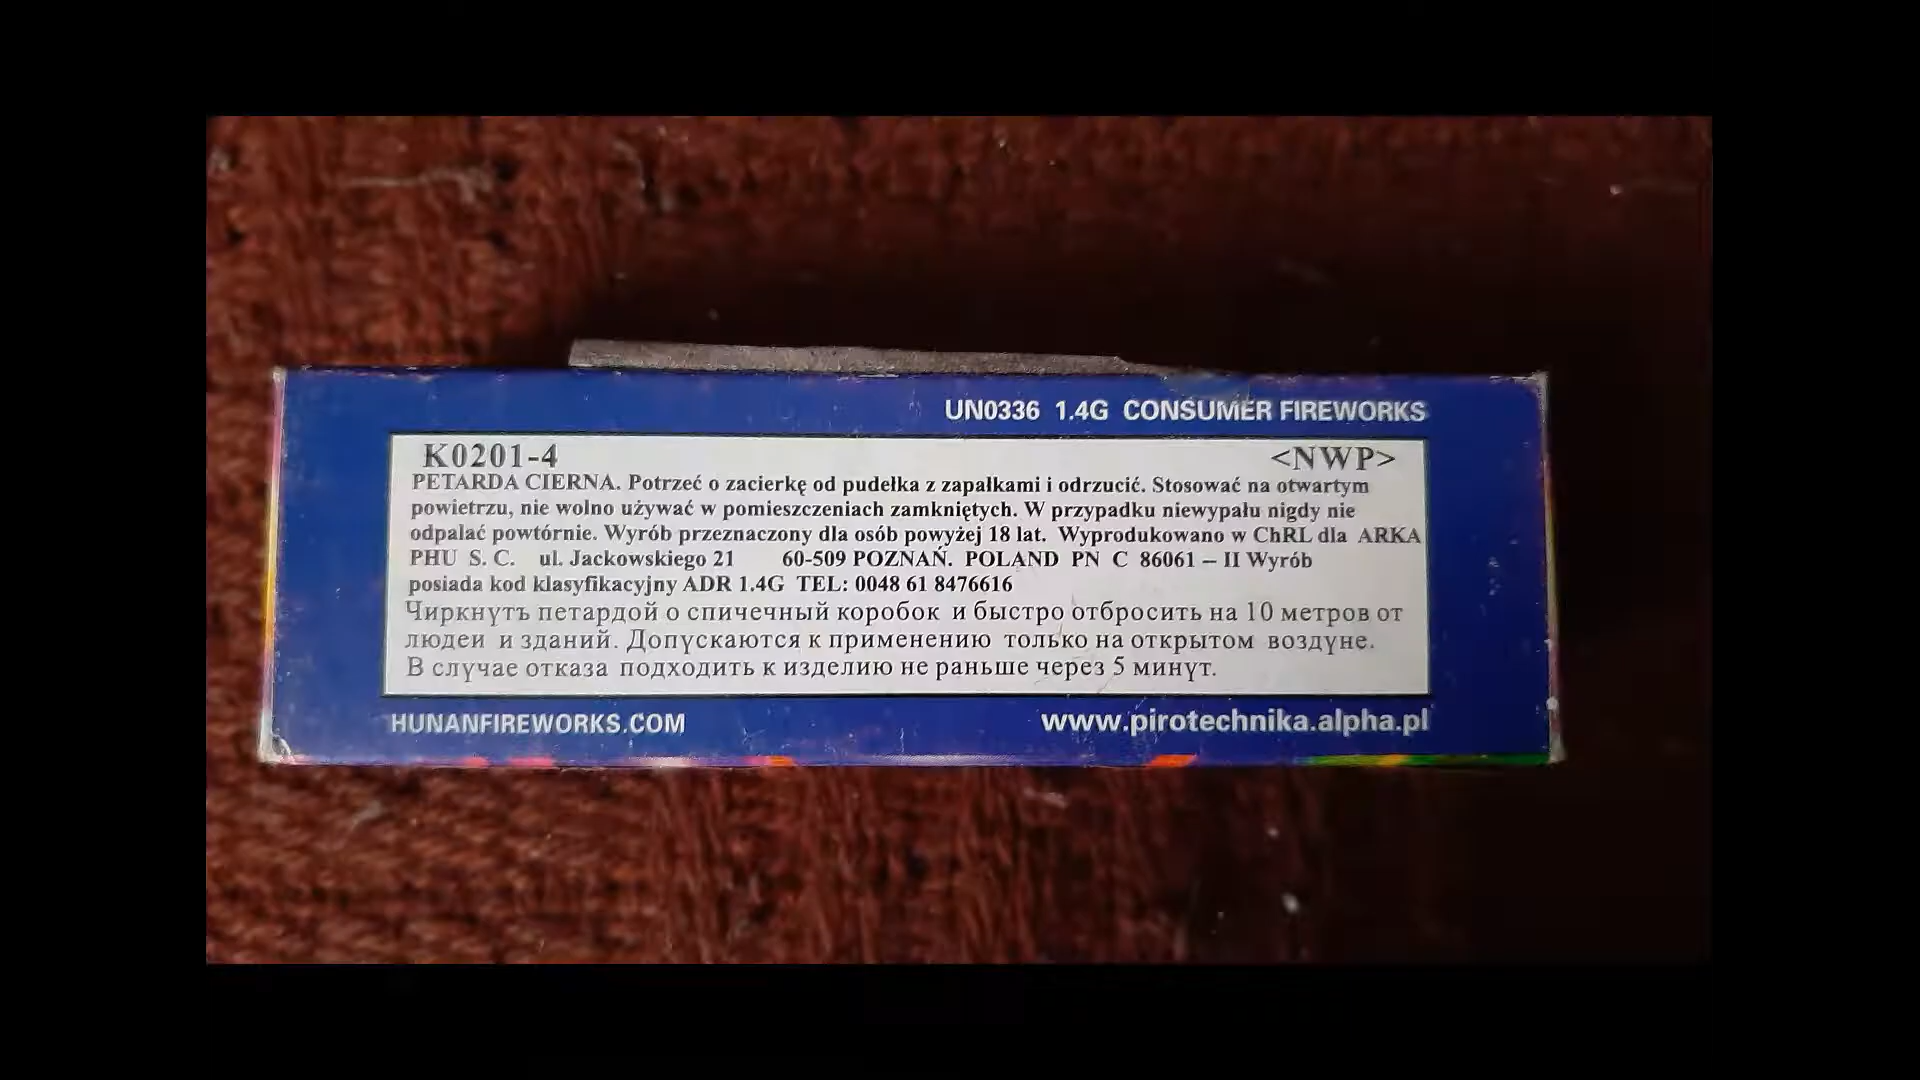 UN0336 1.4G CONSUMER FIREWORKS
K0201-4 <NWP>
PETARDA CIERNA. Potrzeć o zacierkę od pudełka z zapałkami i odrzucić. Stosować na otwartym
powietrzu, nie wolno używać w pomieszczeniach zamkniętych. W przypadku niewypału nigdy nie
odpalać powtórnie. Wyrób przeznaczony dla osób powyżej 18 lat. Wyprodukowano w ChRL dla ARKA
PHU S. C. ul. Jackowskiego 21 60-509 POZNAŃ. POLAND PN C 86061 – II Wyrób
posiada kod klasyfikacyjny ADR 1.4G TEL: 0048 61 8476616
Чиркнуть петардой о спичечный коробок и быстро отбросить на 10 метров от
людеи и зданий. Допускаются к применению только на открытом воздуне.
В случае отказа подходить к изделию не раньше через 5 минут.
HUNANFIREWORKS.COM www.pirotechnika.alpha.pl